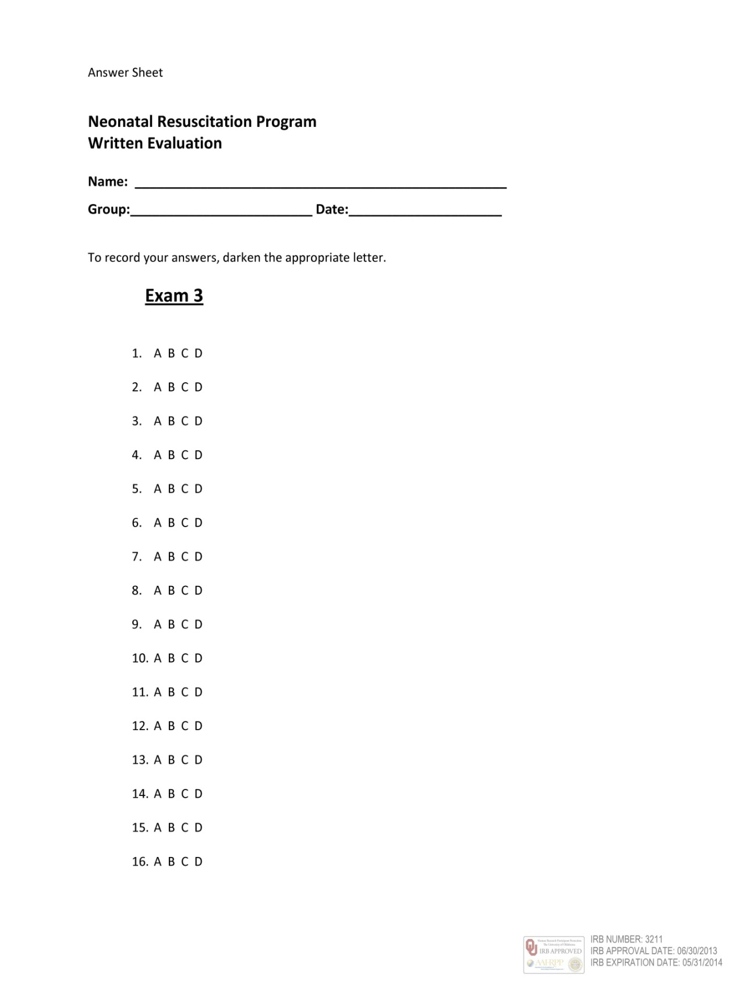 Answer Sheet
Neonatal Resuscitation Program
Written Evaluation
Name: ___________________________________________________
Group:_________________________ Date:_____________________
To record your answers, darken the appropriate letter.
Exam 3
1. A B C D
2. A B C D
3. A B C D
4. A B C D
5. A B C D
6. A B C D
7. A B C D
8. A B C D
9. A B C D
10. A B C D
11. A B C D
12. A B C D
13. A B C D
14. A B C D
15. A B C D
16. A B C D
Human Research Participant Protection
The University of Oklahoma
IRB APPROVED
AAHRPP
IRB NUMBER: 3211
IRB APPROVAL DATE: 06/30/2013
IRB EXPIRATION DATE: 05/31/2014